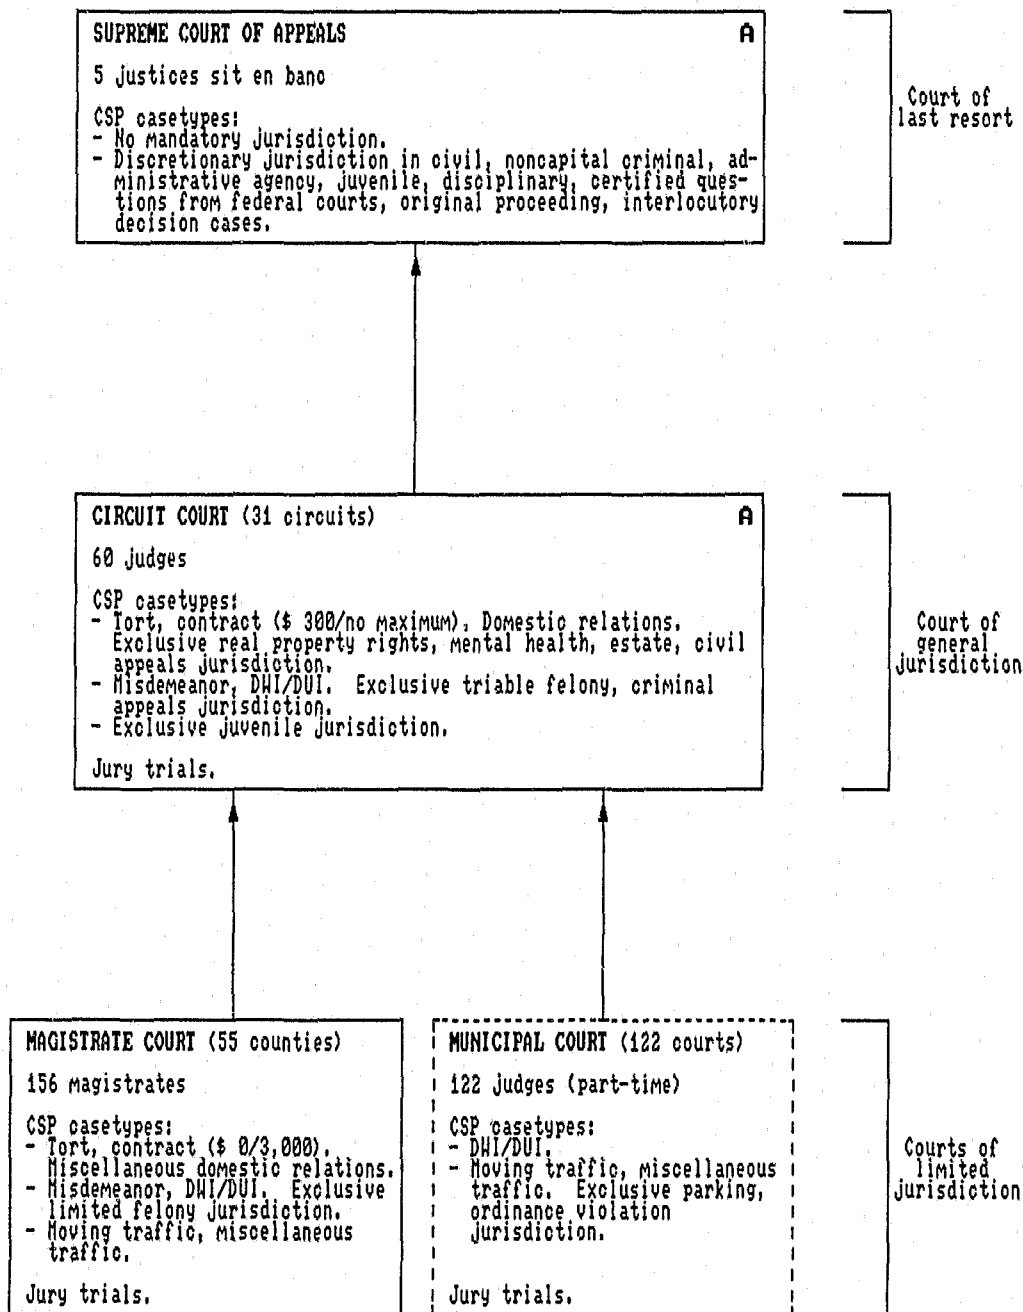 SUPREME COURT OF APPEALS A
5 justices sit en banc
CSP casetypes:
- No mandatory jurisdiction.
- Discretionary jurisdiction in civil, noncapital criminal, ad-
ministrative agency, juvenile, disciplinary, certified ques-
tions from federal courts, original proceeding, interlocutory
decision cases.
Court of
last resort
CIRCUIT COURT (31 circuits) A
60 judges
CSP casetypes:
- Tort, contract ($ 300/no maximum). Domestic relations.
Exclusive real property rights, mental health, estate, civil
appeals jurisdiction.
- Misdemeanor, DWI/DUI. Exclusive triable felony, criminal
appeals jurisdiction.
- Exclusive juvenile jurisdiction.
Jury trials.
Court of
general
jurisdiction
MAGISTRATE COURT (55 counties)
156 magistrates
CSP casetypes:
- Tort, contract ($ 0/3,000).
Miscellaneous domestic relations.
- Misdemeanor, DWI/DUI. Exclusive
limited felony jurisdiction.
- Moving traffic, miscellaneous
traffic.
Jury trials.
MUNICIPAL COURT (122 courts)
122 judges (part-time)
CSP casetypes:
- DWI/DUI.
- Moving traffic, miscellaneous
traffic. Exclusive parking,
ordinance violation
jurisdiction.
Jury trials.
Courts of
limited
jurisdiction